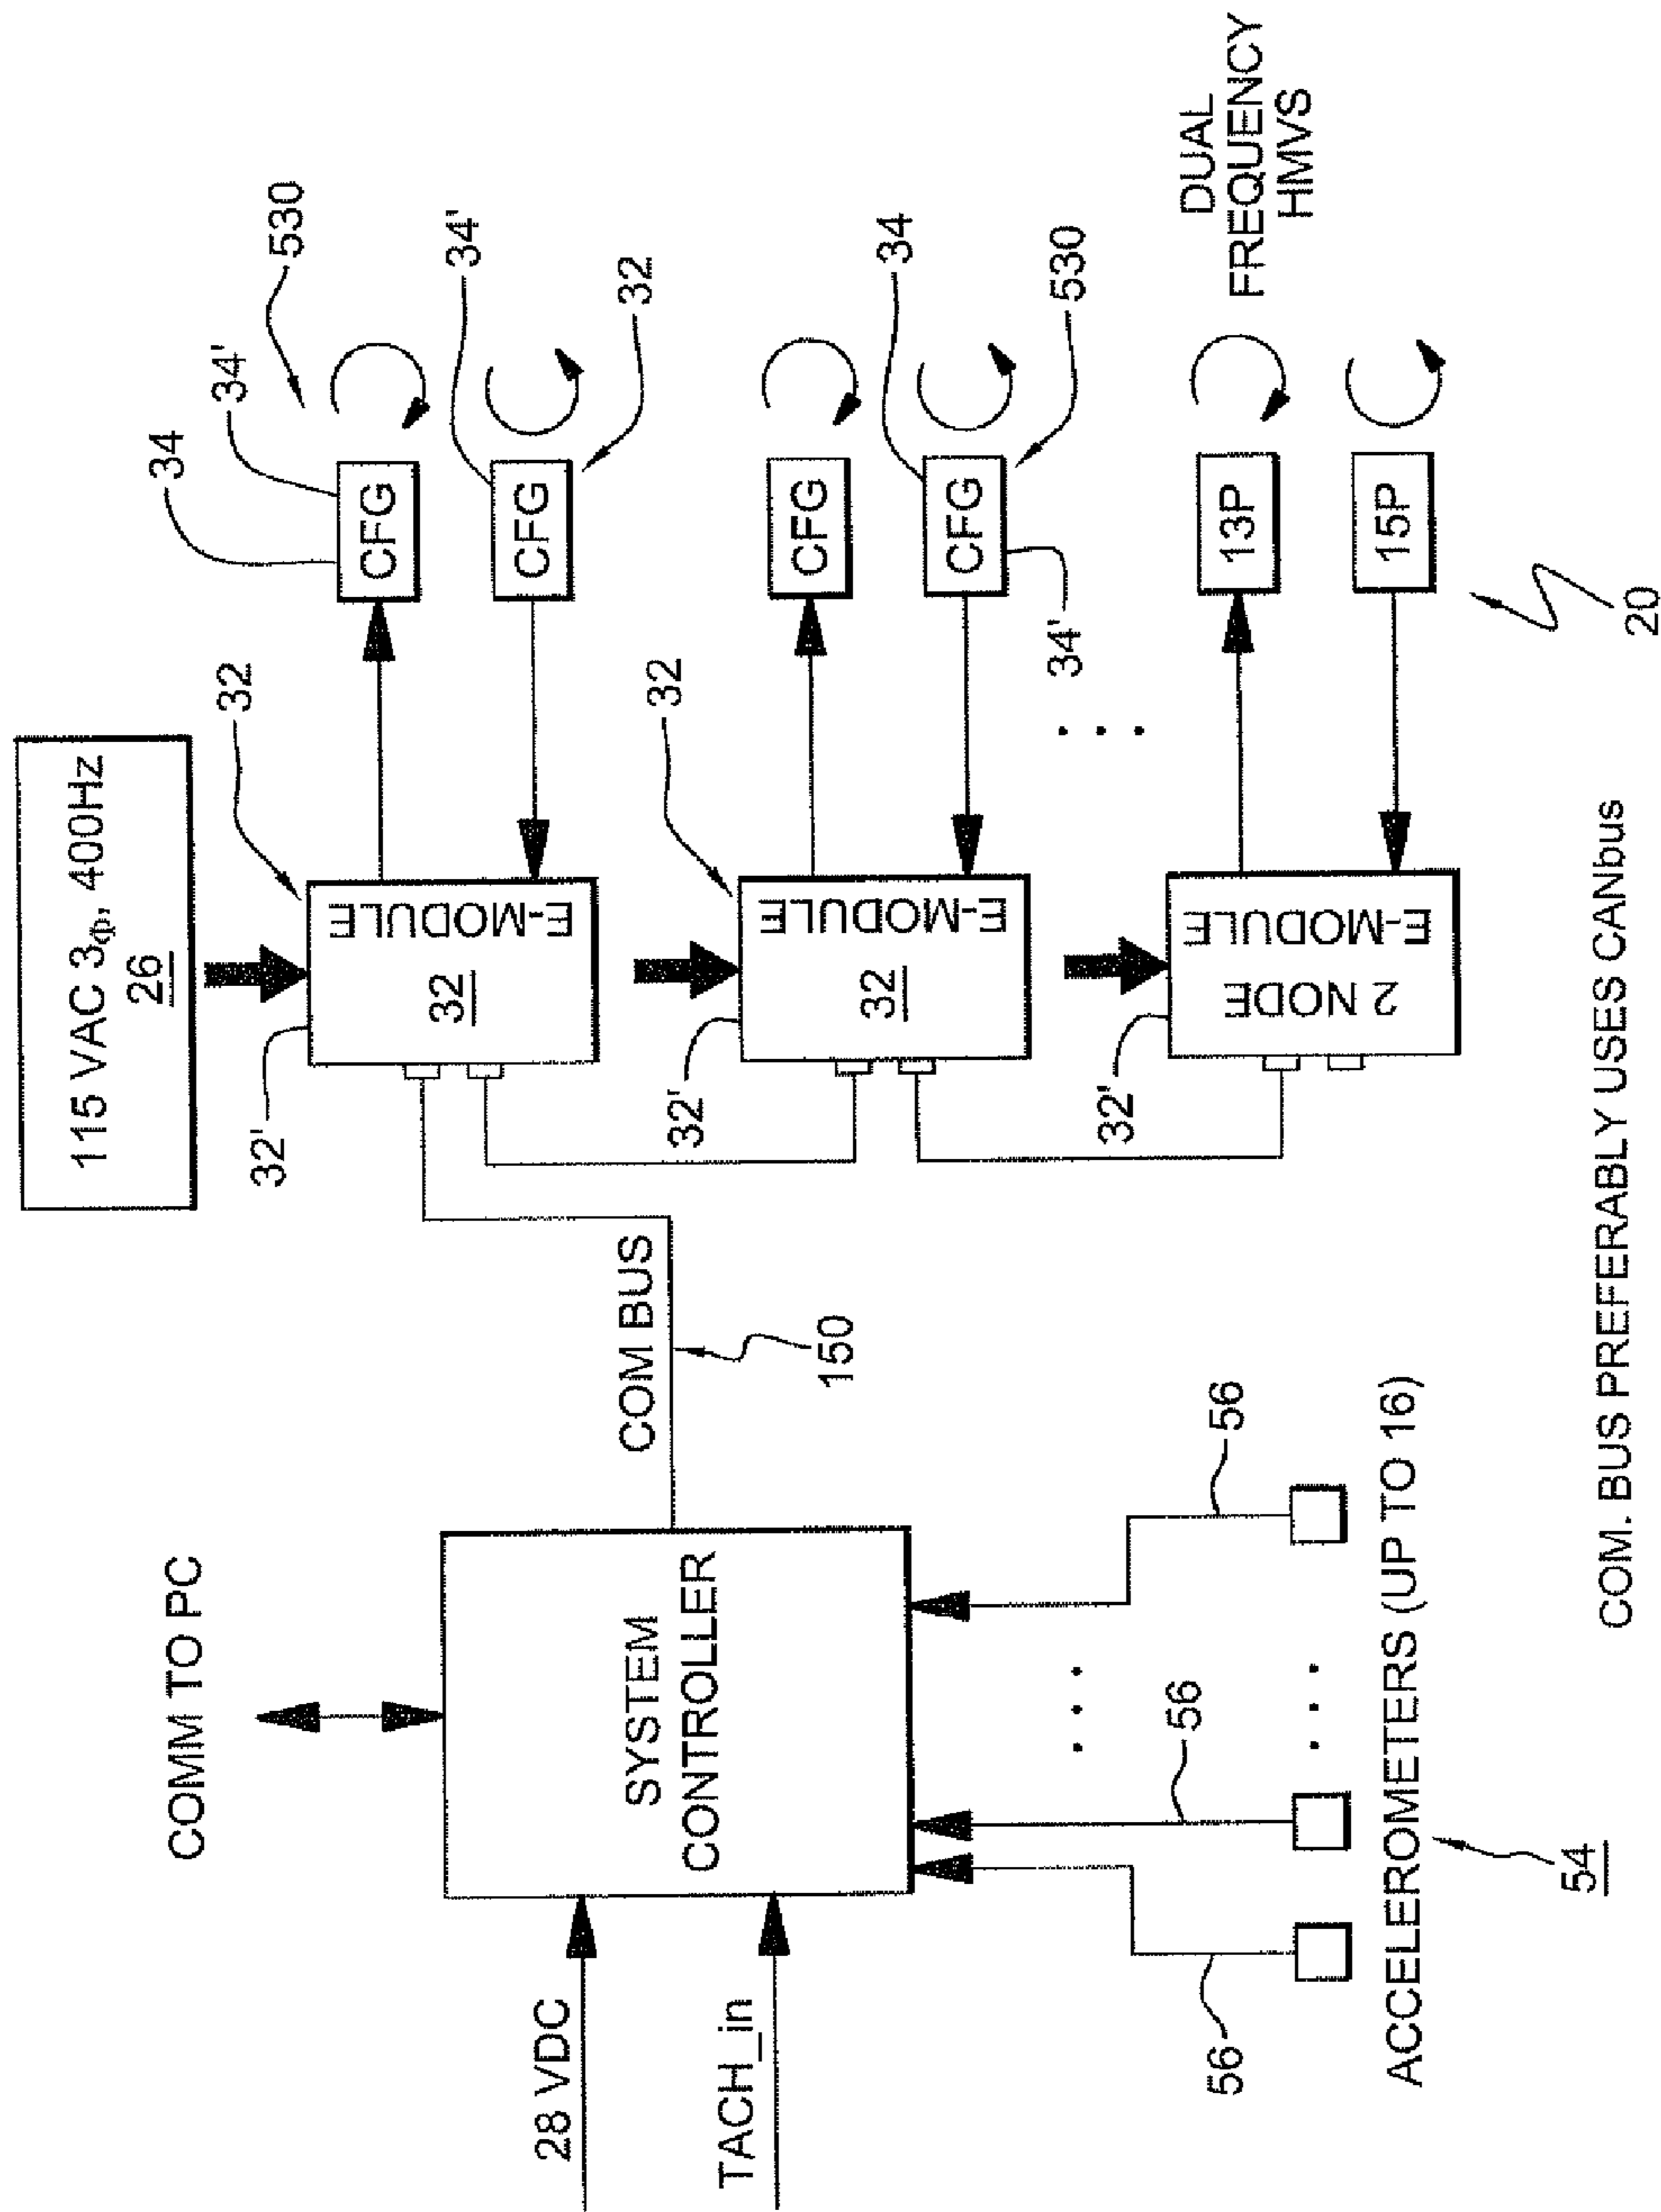 115 VAC 3φ, 400Hz
26
COMM TO PC
28 VDC
TACH_in
SYSTEM
CONTROLLER
COM BUS
150
56
56
56
ACCELEROMETERS (UP TO 16)
54
32'
32
E-MODULE
32
34
34'
530
CFG
CFG
34'
32
32'
32
E-MODULE
32
CFG
CFG
34
34'
530
32'
E-MODULE
2 NODE
13P
15P
DUAL
FREQUENCY
HMVS
20
COM. BUS PREFERABLY USES CANbus